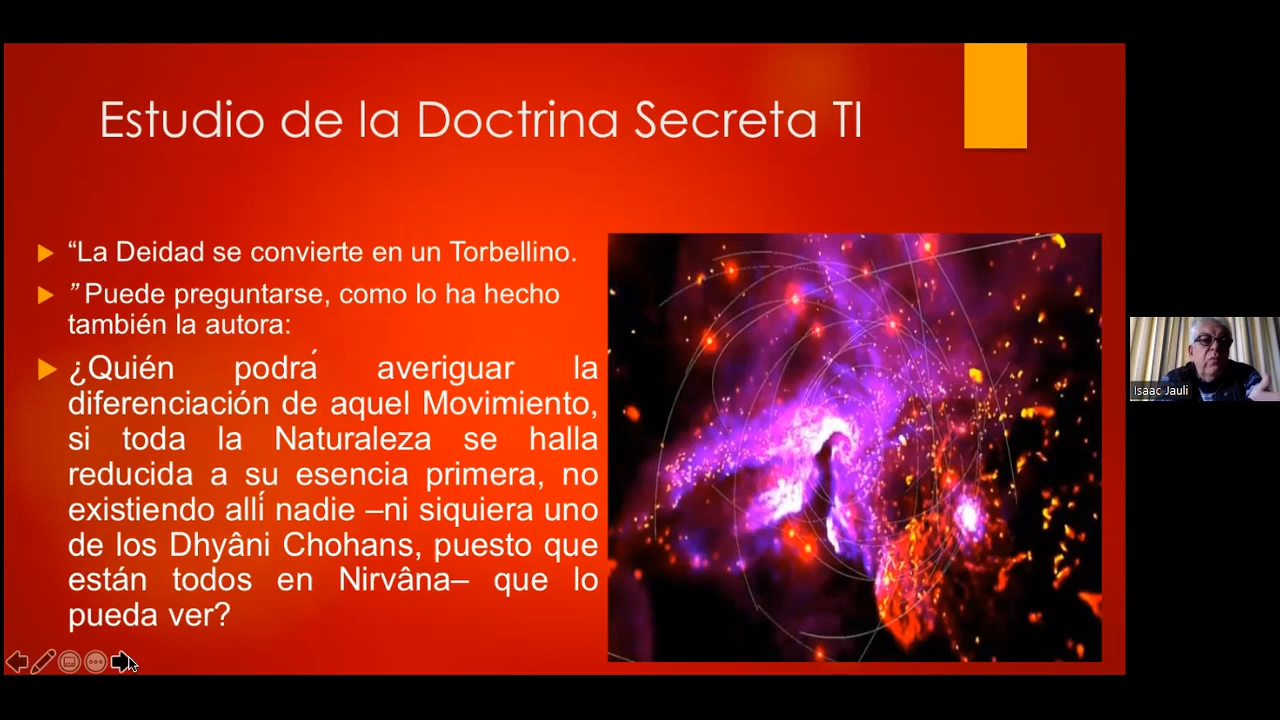 Estudio de la Doctrina Secreta TI
“La Deidad se convierte en un Torbellino.
” Puede preguntarse, como lo ha hecho
también la autora:
¿Quién podrá averiguar la
diferenciación de aquel Movimiento,
si toda la Naturaleza se halla
reducida a su esencia primera, no
existiendo allí nadie –ni siquiera uno
de los Dhyâni Chohans, puesto que
están todos en Nirvâna– que lo
pueda ver?
Isaac Jauli